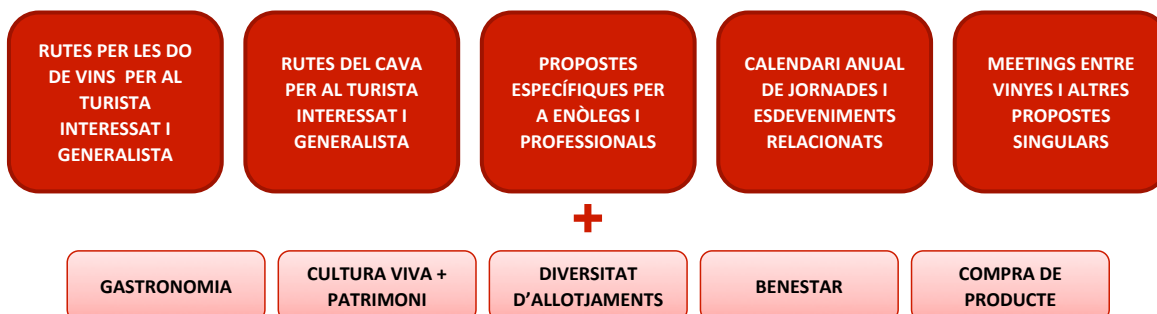 RUTES PER LES DO
DE VINS PER AL
TURISTA
INTERESSAT I
GENERALISTA
RUTES DEL CAVA
PER AL TURISTA
INTERESSAT I
GENERALISTA
PROPOSTES
ESPECÍFIQUES PER
A ENÒLEGS I
PROFESSIONALS
CALENDARI ANUAL
DE JORNADES I
ESDEVENIMENTS
RELACIONATS
MEETINGS ENTRE
VINYES I ALTRES
PROPOSTES
SINGULARS
+
GASTRONOMIA
CULTURA VIVA +
PATRIMONI
DIVERSITAT
D'ALLOTJAMENTS
BENESTAR
COMPRA DE
PRODUCTE